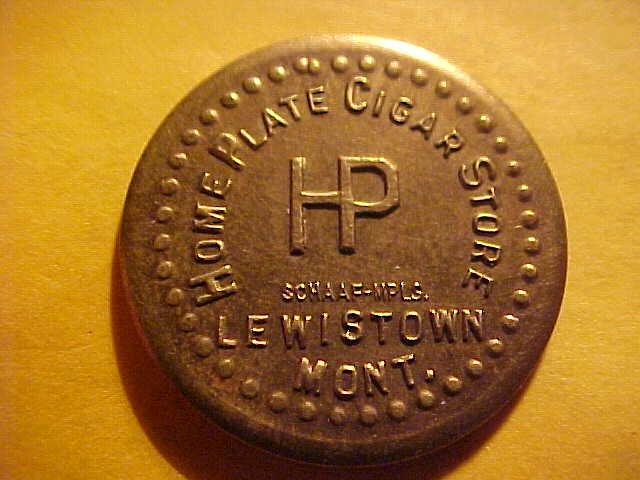 HOME PLATE CIGAR STORE
HP
SCHAAF-MPLS.
LEWISTOWN
MONT.